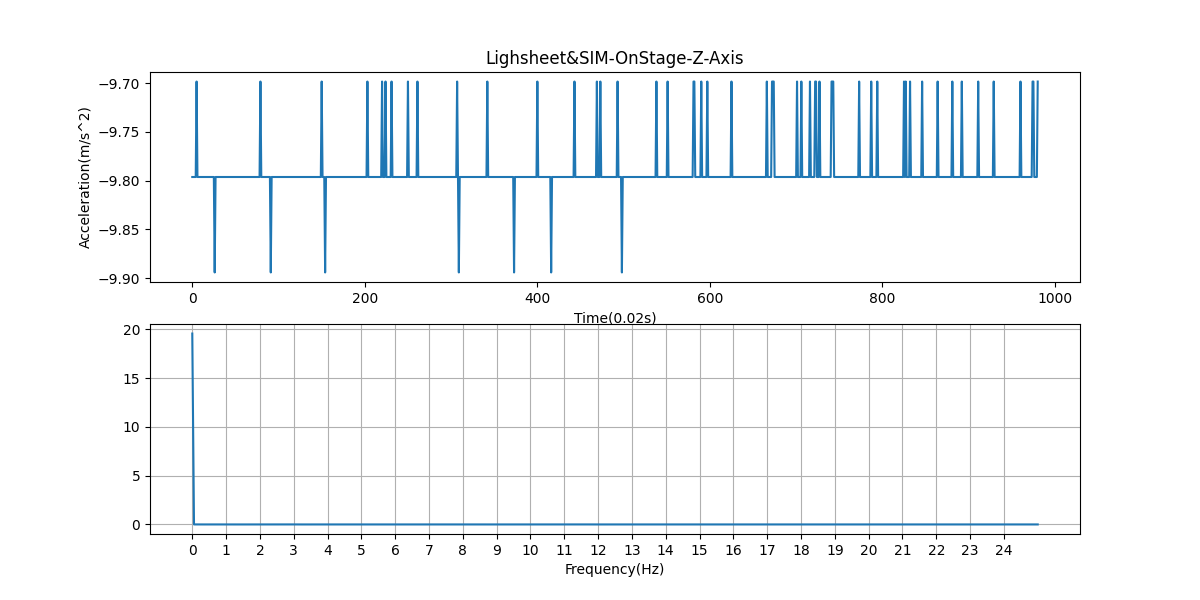 Lighsheet&SIM-OnStage-Z-Axis
Acceleration(m/s^2)
−9.70
−9.75
−9.80
−9.85
−9.90
0 200 400 600 800 1000
Time(0.02s)
20
15
10
5
0
0 1 2 3 4 5 6 7 8 9 10 11 12 13 14 15 16 17 18 19 20 21 22 23 24
Frequency(Hz)